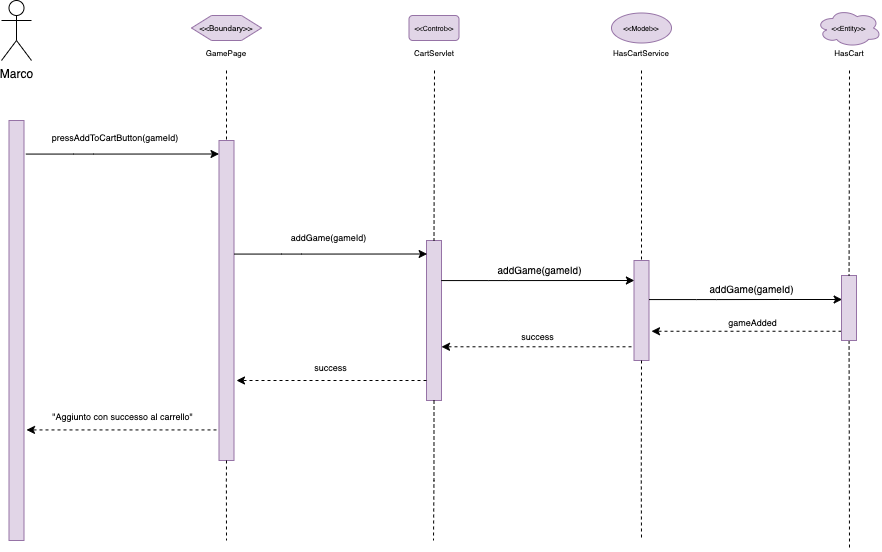 <<Boundary>>
<<Control>>
<<Model>>
<<Entity>>
GamePage
CartServlet
HasCartService
HasCart
Marco
pressAddToCartButton(gameId)
addGame(gameId)
addGame(gameId)
addGame(gameId)
gameAdded
success
success
"Aggiunto con successo al carrello"